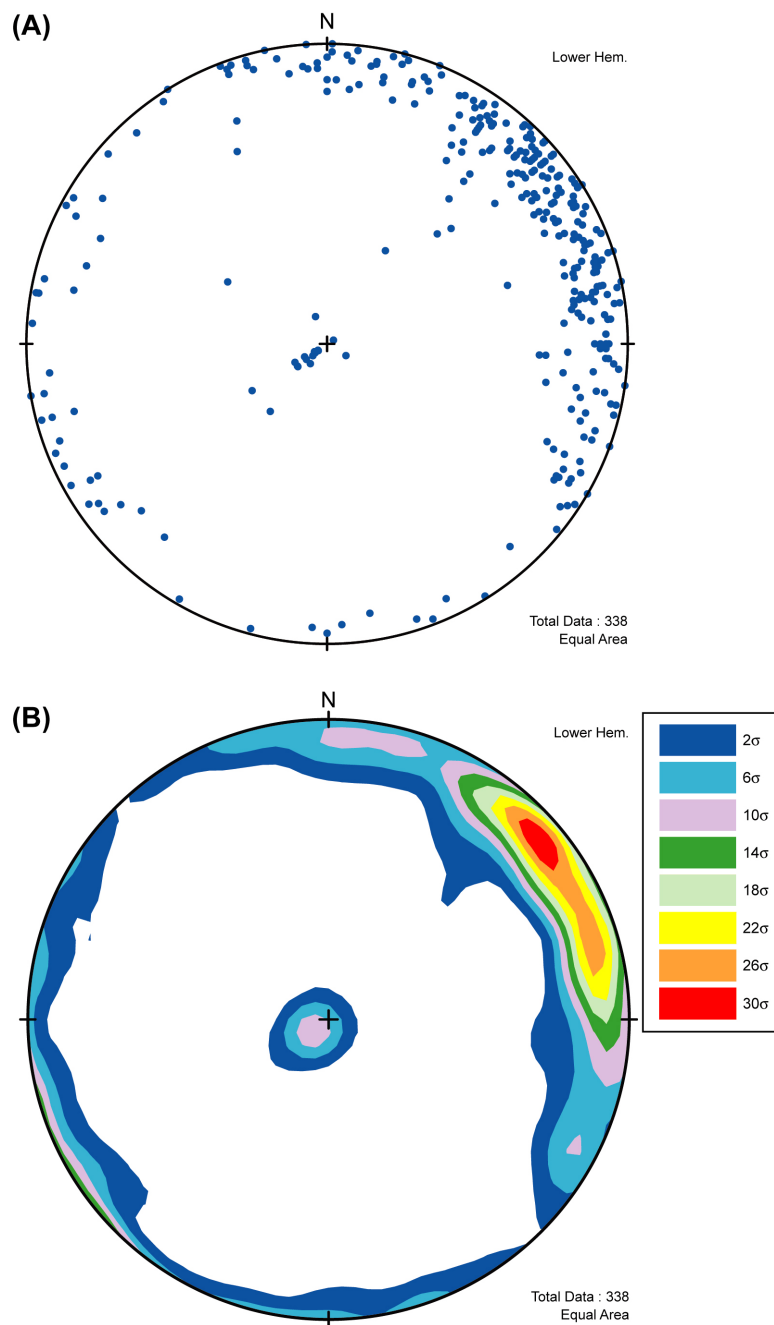 (A)
N
Lower Hem.
Total Data : 338
Equal Area
(B)
N
Lower Hem.
2σ
6σ
10σ
14σ
18σ
22σ
26σ
30σ
Total Data : 338
Equal Area